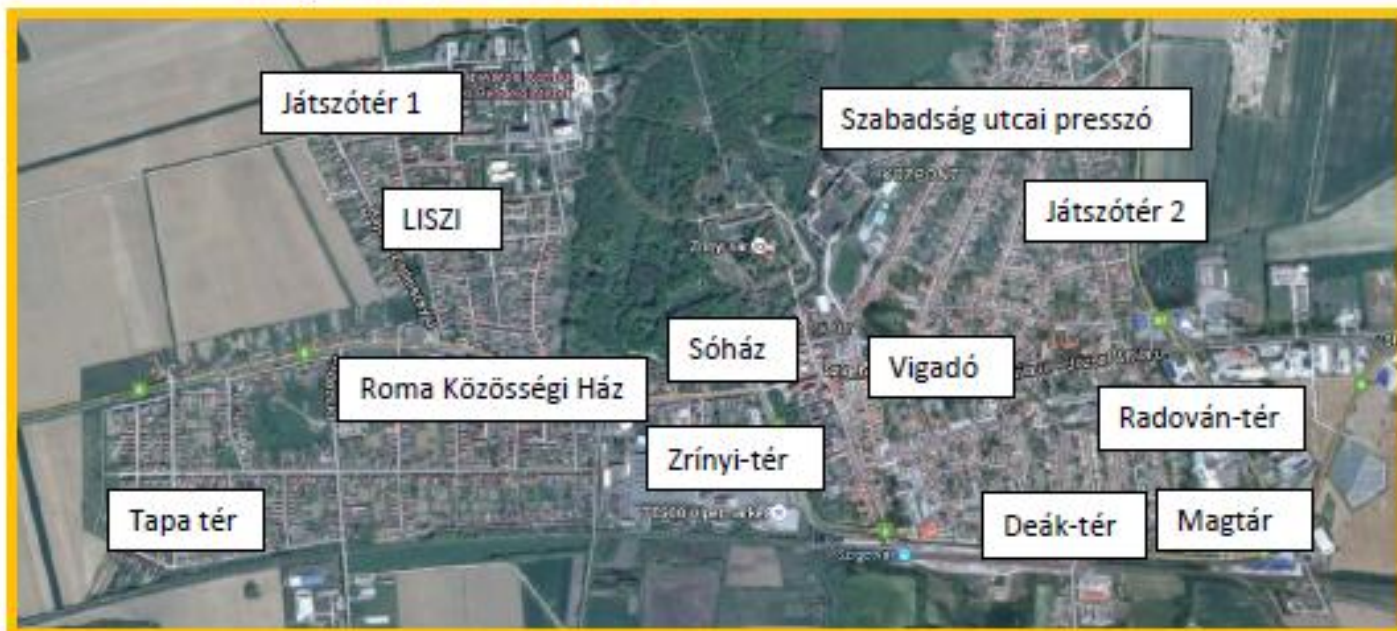 Játszótér 1
Szabadság utcai presszó
LISZI
Játszótér 2
Sóház
Vigadó
Roma Közösségi Ház
Radován-tér
Zrínyi-tér
Tapa tér
Deák-tér
Magtár